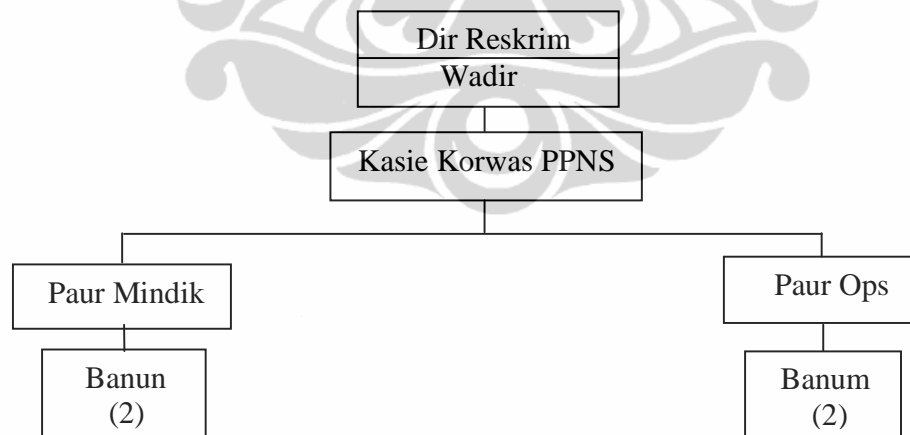 Dir Reskrim
Wadir
Kasie Korwas PPNS
Paur Mindik
Paur Ops
Banun
(2)
Banum
(2)